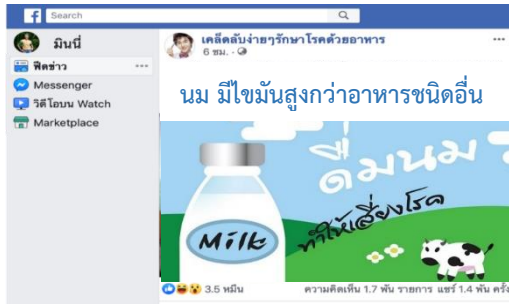 Search
มินนี่
เคล็ดลับง่ายๆรักษาโรคด้วยอาหาร
6 ชม.
ฟีดข่าว
Messenger
วิดีโอบน Watch
Marketplace
นม มีไขมันสูงกว่าอาหารชนิดอื่น
ดื่มนม
ทำให้เสี่ยงโรค
Milk
3.5 หมื่น
ความคิดเห็น 1.7 พัน รายการ แชร์ 1.4 พัน ครั้ง